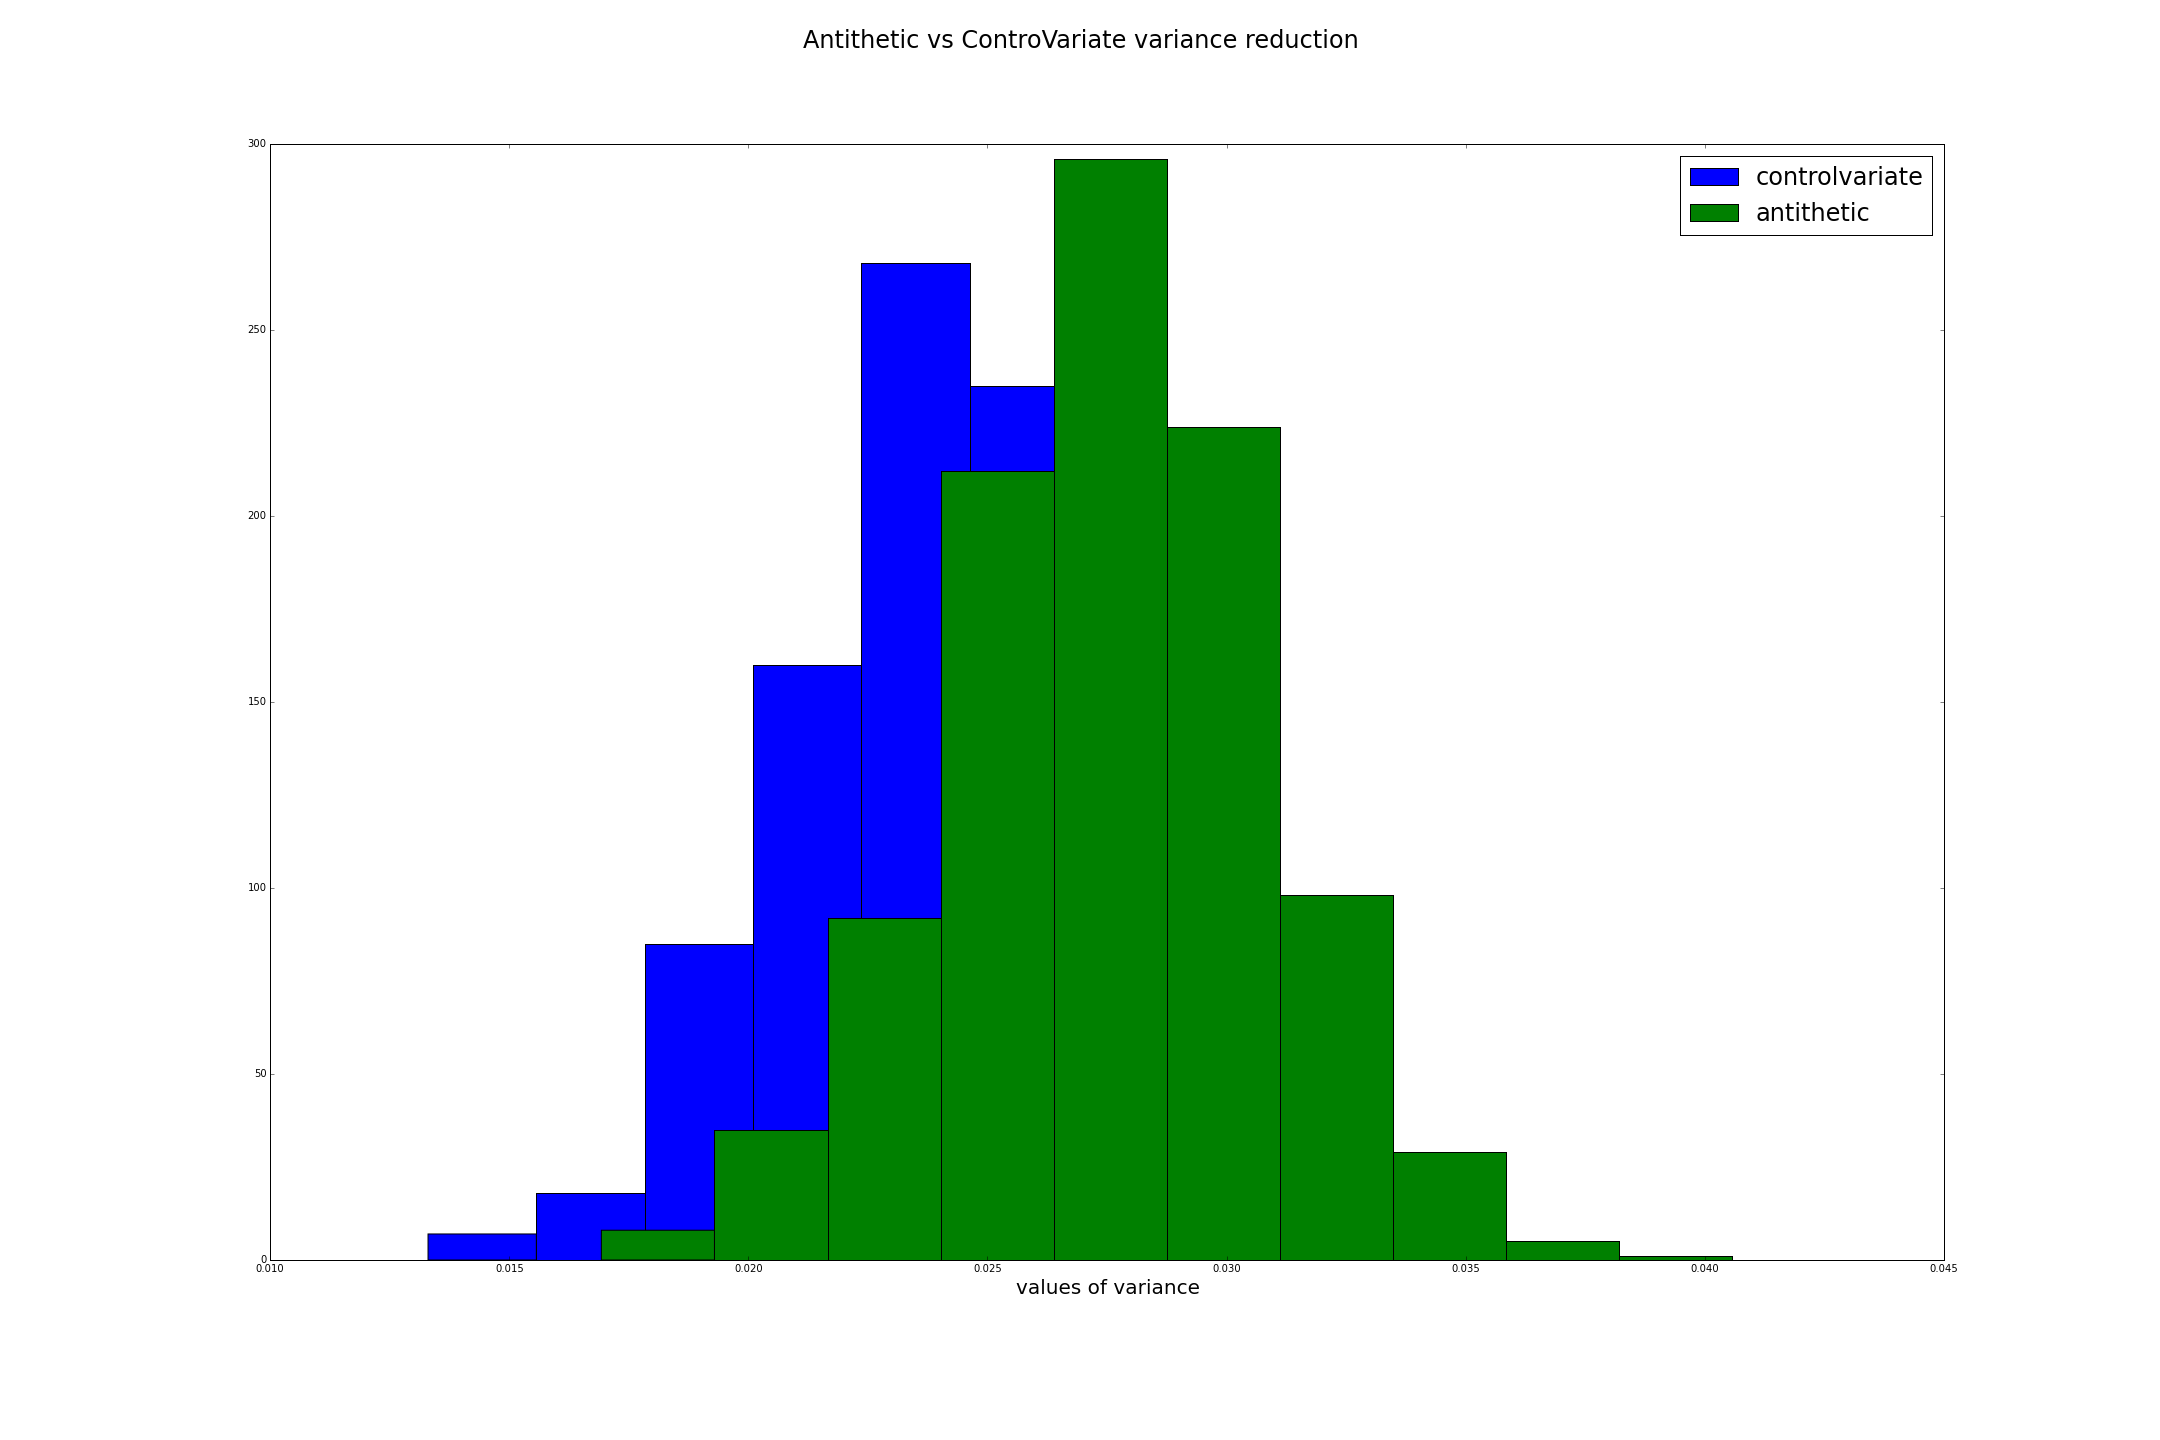 Antithetic vs ControVariate variance reduction
300
250
200
150
100
50
0
controlvariate
antithetic
0.010 0.015 0.020 0.025 0.030 0.035 0.040 0.045
values of variance